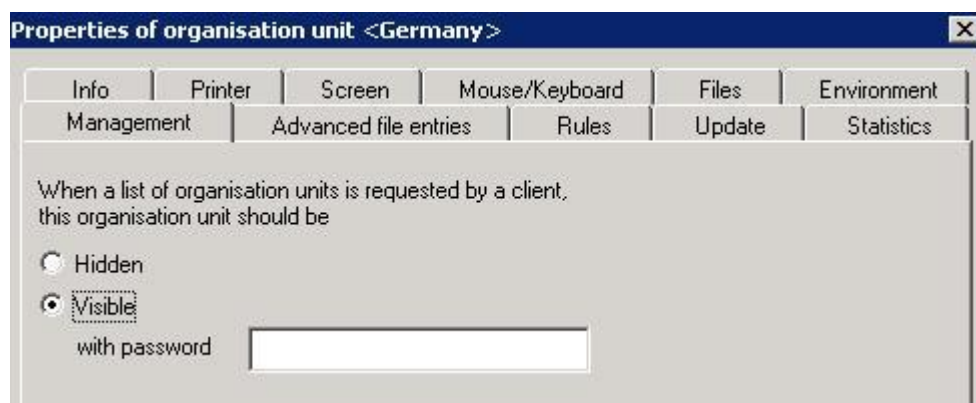 Properties of organisation unit <Germany>
Info Printer Screen Mouse/Keyboard Files Environment
Management Advanced file entries Rules Update Statistics
When a list of organisation units is requested by a client,
this organisation unit should be
Hidden
Visible
with password